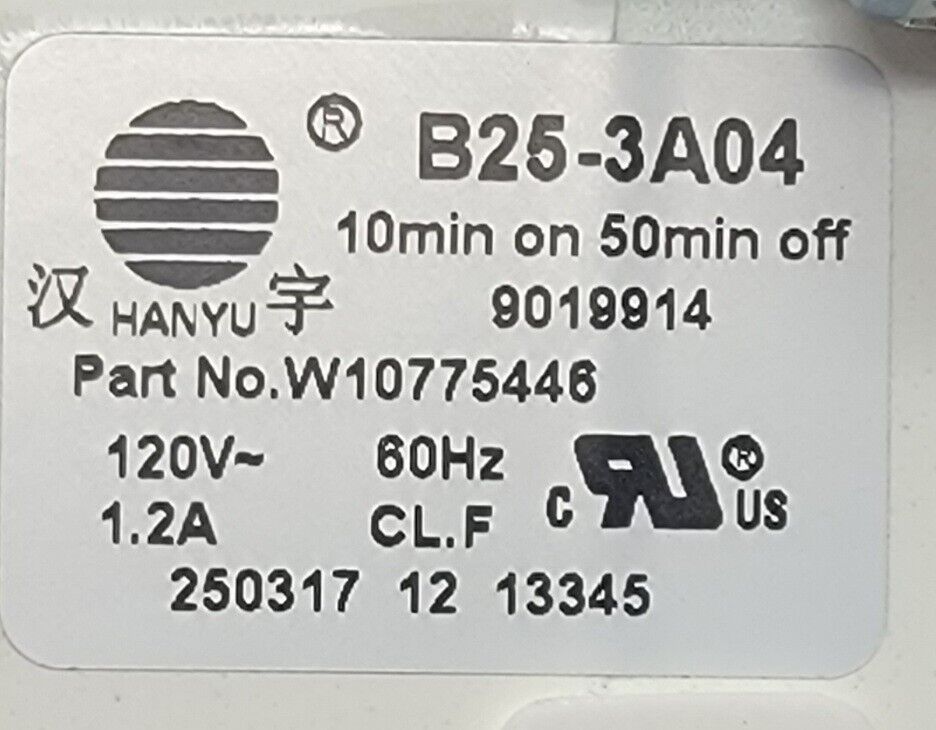 ® B25-3A04
10min on 50min off
汉 HANYU 宇 9019914
Part No.W10775446
120V~ 60Hz
1.2A CL.F
C RU ® US
250317 12 13345